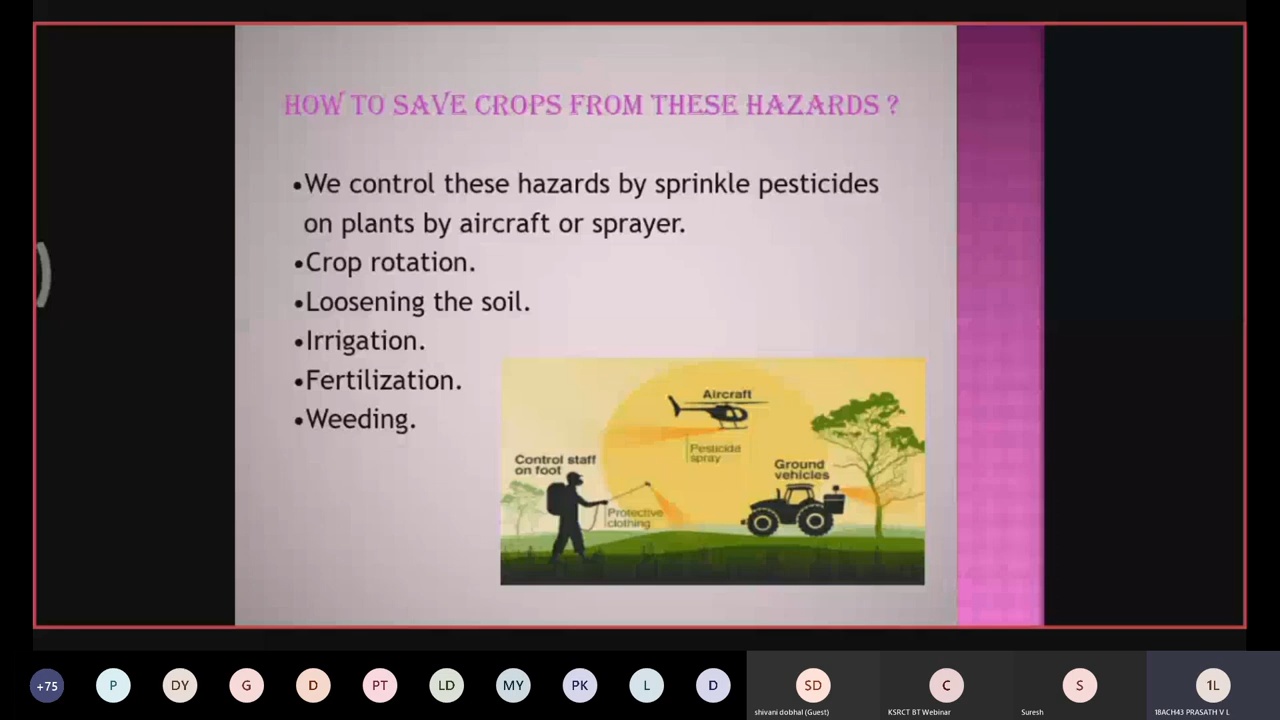 HOW TO SAVE CROPS FROM THESE HAZARDS ?
•We control these hazards by sprinkle pesticides
on plants by aircraft or sprayer.
•Crop rotation.
•Loosening the soil.
•Irrigation.
•Fertilization.
•Weeding.
Aircraft
Pesticida
spray
Control staff
on foot
Ground
vehicles
Protective
clothing
+75 P DY G D PT LD MY PK L D SD C S 1L
shivani dobhal (Guest) KSRCT BT Webinar Suresh 18ACH43 PRASATH V L